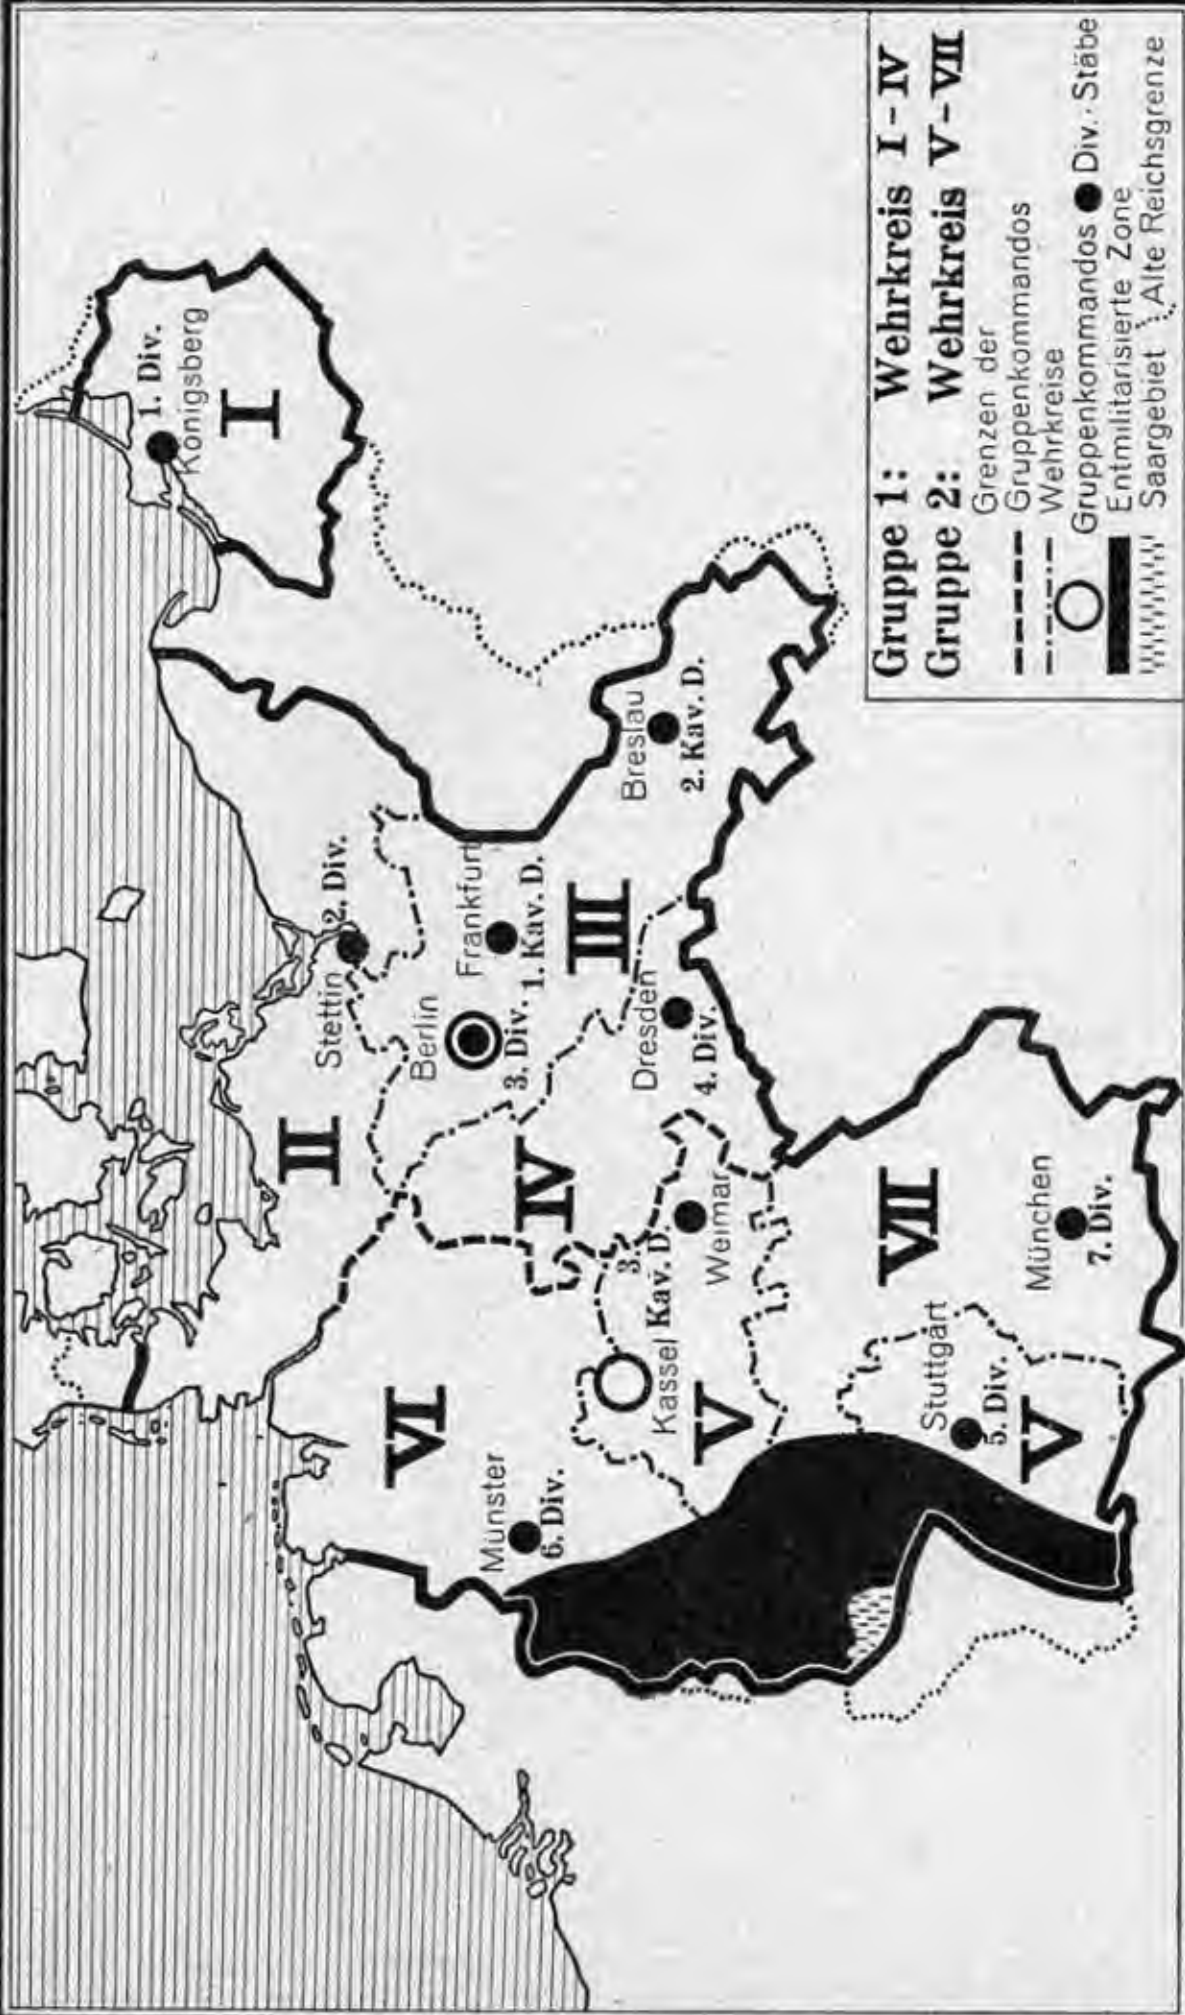 1. Div.
Königsberg
I
2. Div.
Stettin
II
Berlin
3. Div.
Frankfurt
1. Kav. D.
III
Breslau
2. Kav. D.
Dresden
4. Div.
IV
3.
Kav. D.
Weimar
Kassel
V
VI
Münster
6. Div.
VII
München
7. Div.
Stuttgart
5. Div.
V
Gruppe 1: Wehrkreis I-IV
Gruppe 2: Wehrkreis V-VII
Grenzen der
Gruppenkommandos
Wehrkreise
Gruppenkommandos Div.-Stäbe
Entmilitarisierte Zone
Saargebiet Alte Reichsgrenze